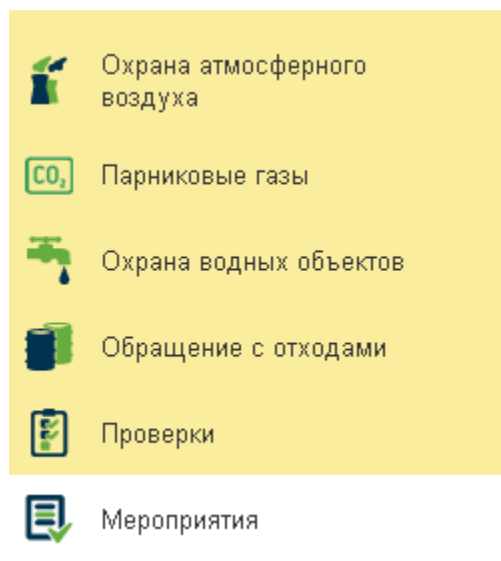 Охрана атмосферного
воздуха
CO₂
Парниковые газы
Охрана водных объектов
Обращение с отходами
Проверки
Мероприятия